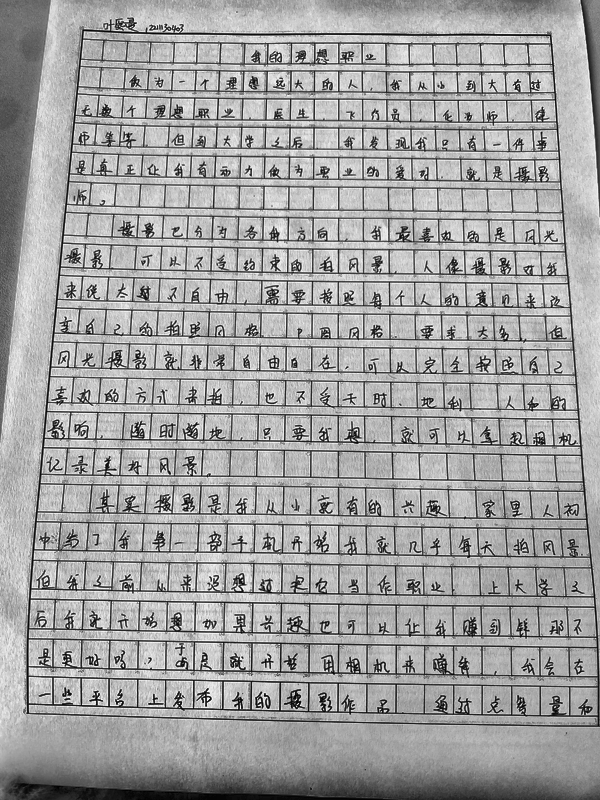 叶 221130403
我的理想职业
做为一个理想远大的人，我从小到大有过
无数个理想职业，医生，飞行员，化妆师，律
师等等。但到大学之后 我发现我只有一件事
是真正让我有动力做为职业的爱好，就是摄影
师。
摄影也分为各种方向，我最喜欢的是风光
摄影 可以不受约束的拍风景，人像摄影对我
来说太过不自由，需要按照每个人的意见来改
变自己的拍照风格 P图风格 要求太多，但
风光摄影就非常自由自在，可以完全按照自己
喜欢的方式来拍，也不受天时，地利 人和的
影响，随时随地，只要我想，就可以拿起相机
记录美好风景。
其实摄影是我从小就有的兴趣 家里人初
中给了我第一部手机开始我就几乎每天拍风景
但我之前从来没想过把它当作职业，上大学之
后我就开始想如果兴趣也可以让我赚到钱那不
是更好吗？于是我就开始用相机来赚钱，我会在
一些平台上发布我的摄影作品 通过点赞量和